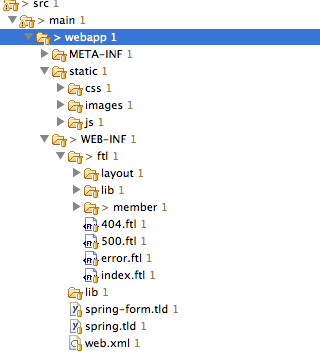 > src 1
> main 1
> webapp 1
META-INF 1
static 1
css 1
images 1
js 1
> WEB-INF 1
> ftl 1
layout 1
lib 1
> member 1
404.ftl 1
500.ftl 1
error.ftl 1
index.ftl 1
lib 1
spring-form.tld 1
spring.tld 1
web.xml 1